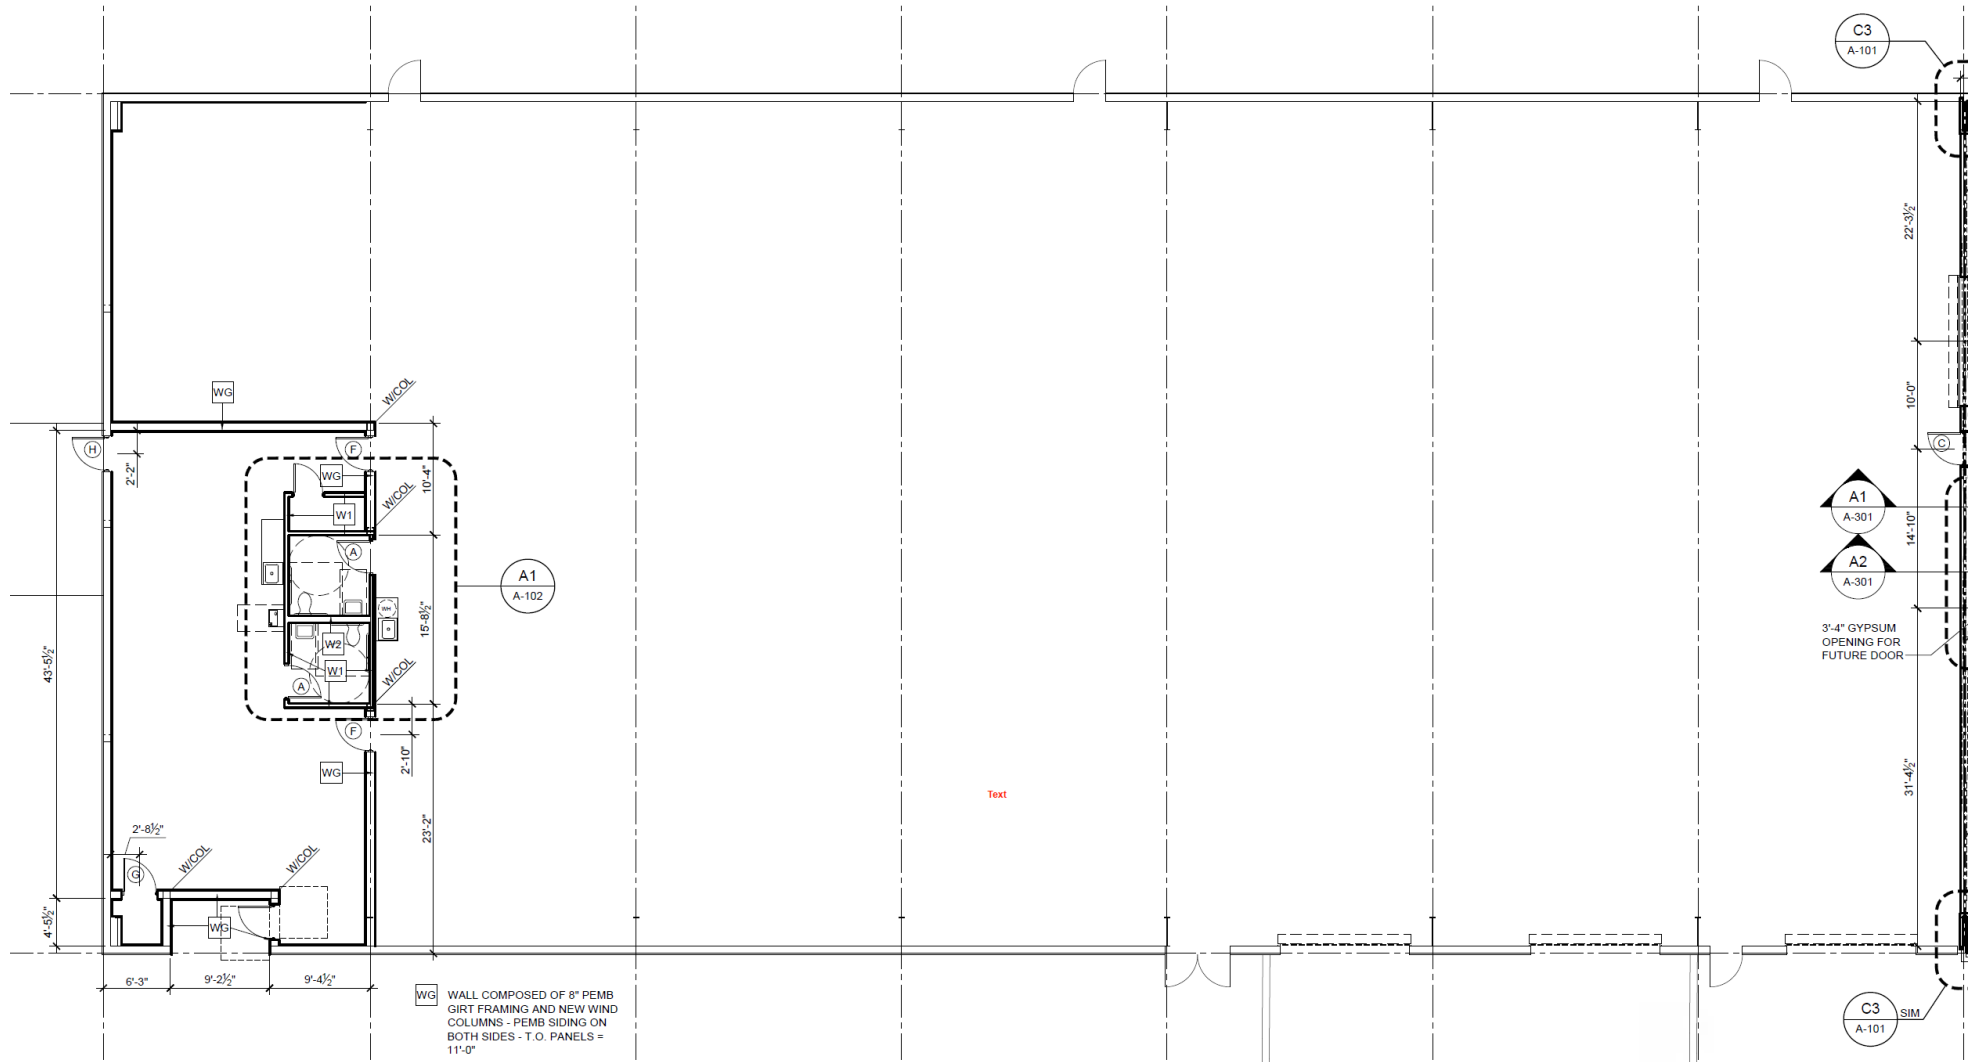 C3
A-101
22'-3½"
WG
W/COL
10'-0"
H
F
C
2'-2"
WG
10'-4"
W/COL
A1
A-301
W1
14'-10"
A
A2
A-301
A1
A-102
WH
15'-8½"
W2
3'-4" GYPSUM
OPENING FOR
FUTURE DOOR
43'-5½"
W1
W/COL
A
F
2'-10"
WG
31'-4½"
Text
23'-2"
2'-8½"
W/COL
W/COL
G
4'-5½"
WG
6'-3"
9'-2½"
9'-4½"
WG
WALL COMPOSED OF 8" PEMB
GIRT FRAMING AND NEW WIND
COLUMNS - PEMB SIDING ON
BOTH SIDES - T.O. PANELS =
11'-0"
C3
SIM
A-101